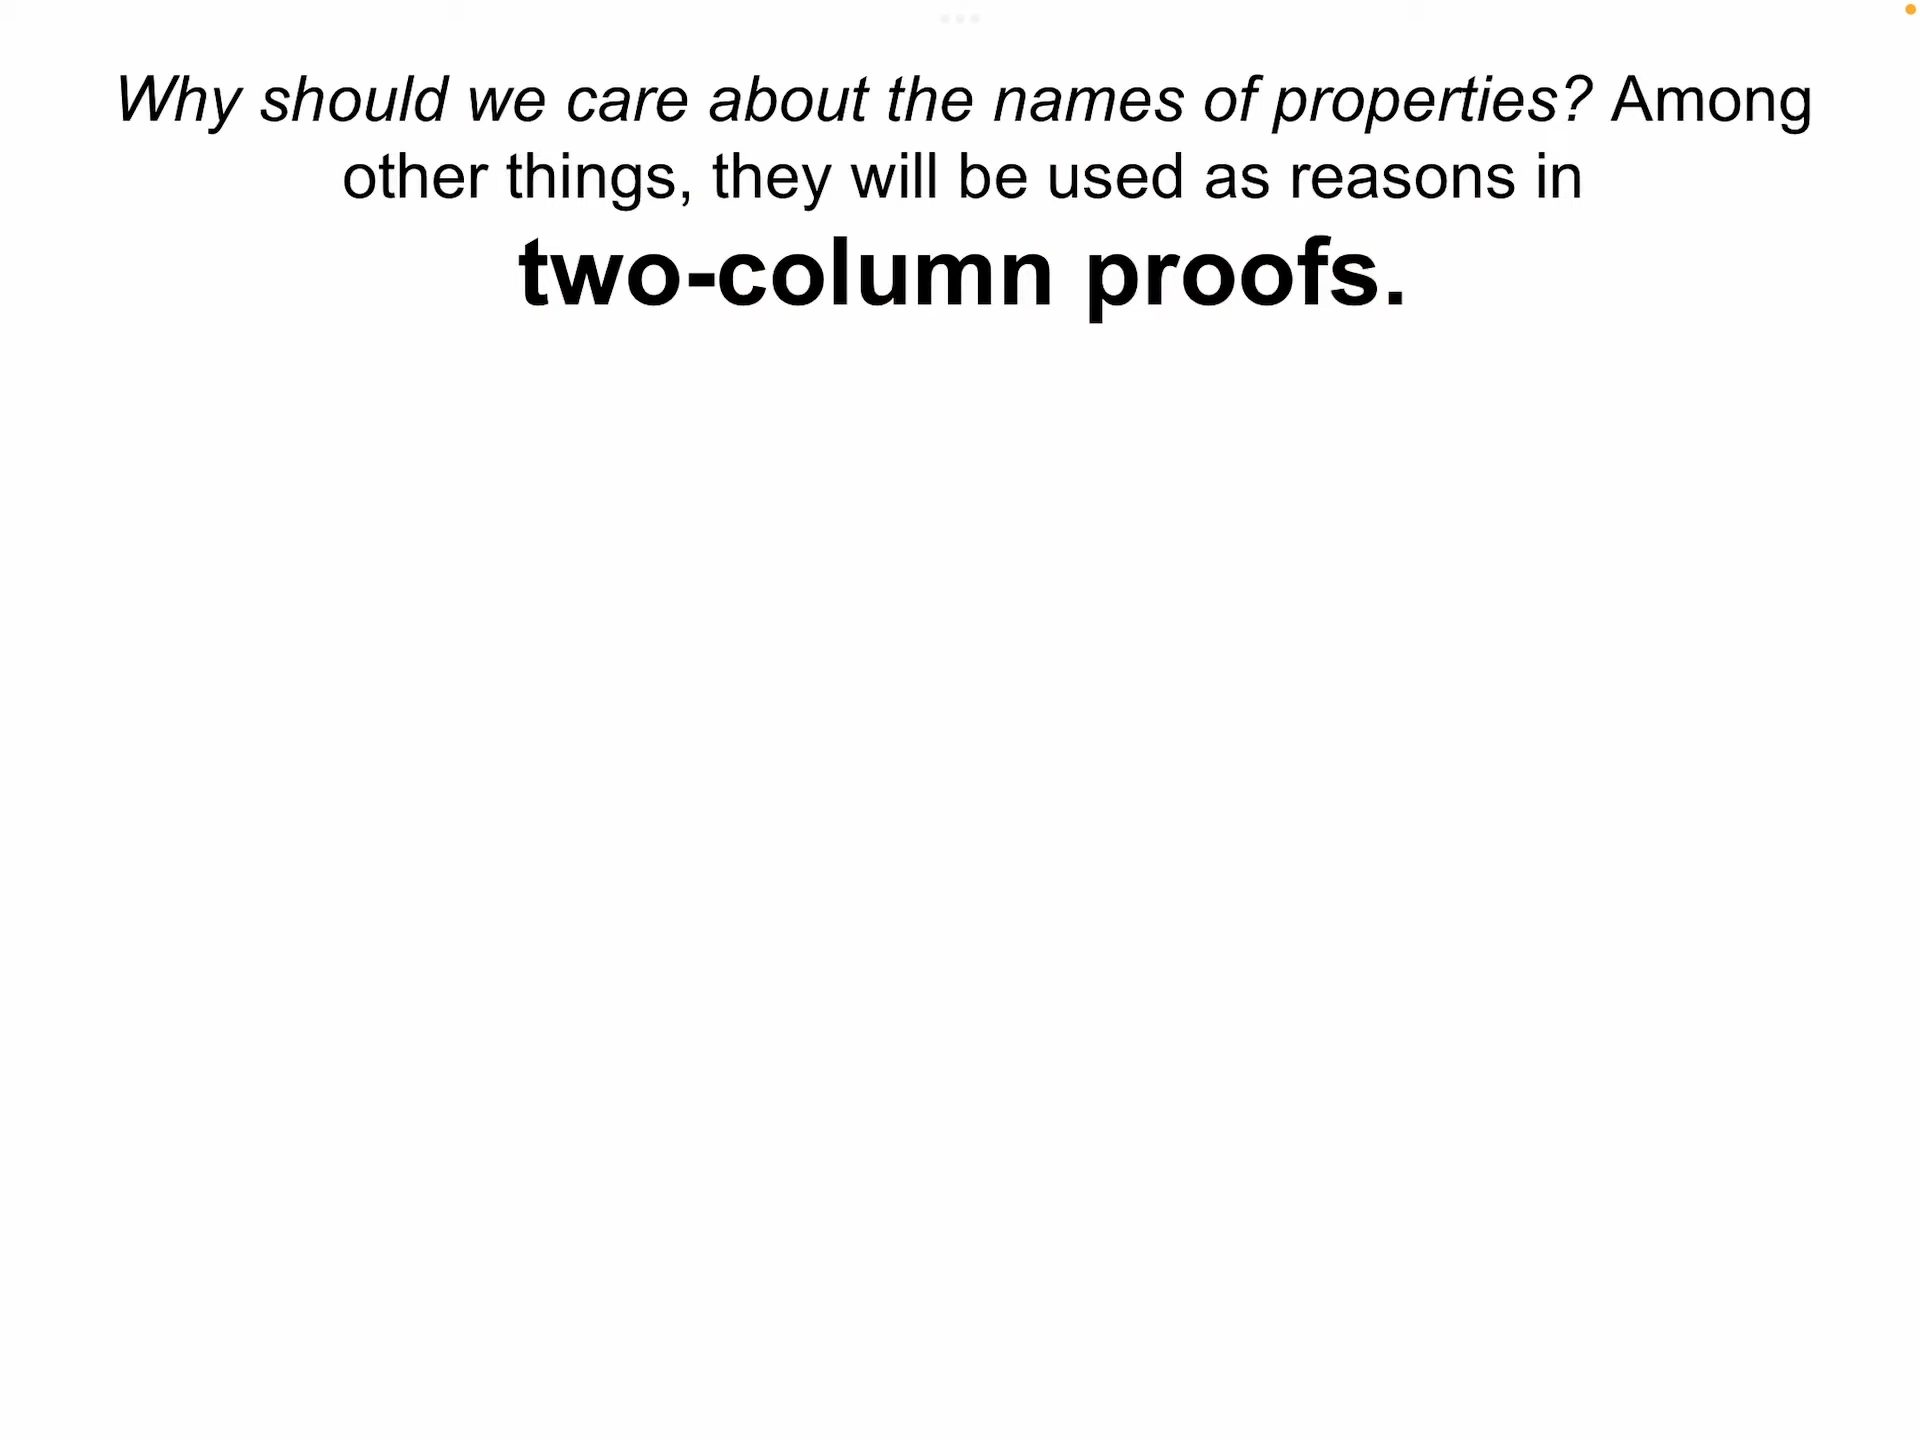 Why should we care about the names of properties? Among
other things, they will be used as reasons in
two-column proofs.